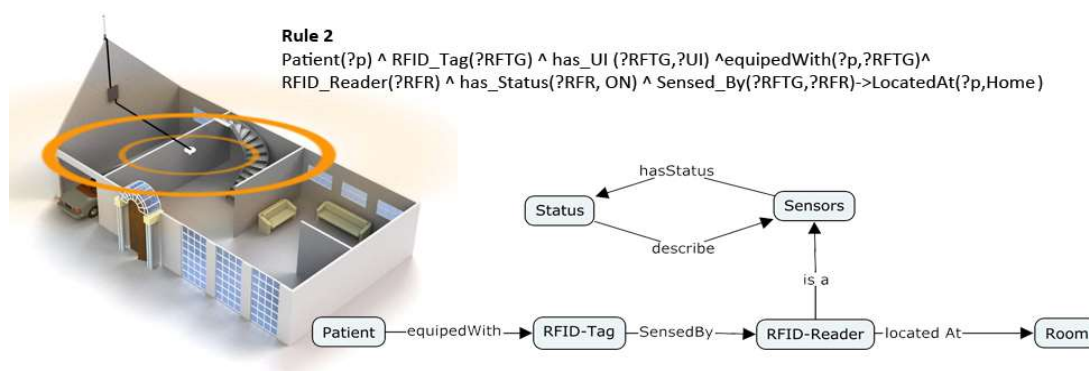 Rule 2
Patient(?p) ^ RFID_Tag(?RFTG) ^ has_UI (?RFTG,?UI) ^equipedWith(?p,?RFTG)^
RFID_Reader(?RFR) ^ has_Status(?RFR, ON) ^ Sensed_By(?RFTG,?RFR)->LocatedAt(?p,Home)
hasStatus
Status
Sensors
describe
is a
Patient
equipedWith
RFID-Tag
SensedBy
RFID-Reader
located At
Room